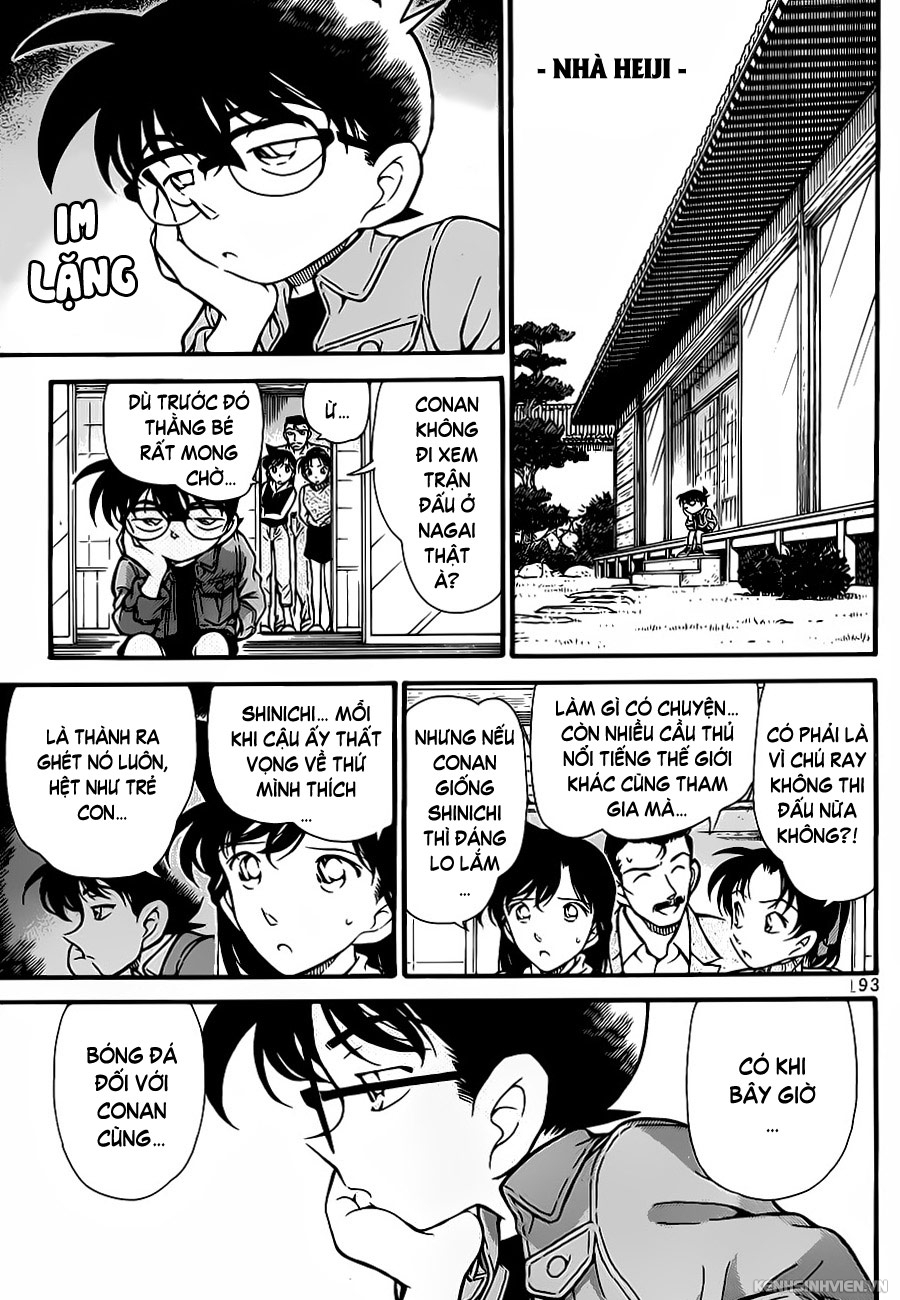 - NHÀ HEIJI -
IM
LẶNG
CONAN
KHÔNG
ĐI XEM
TRẬN
ĐẤU Ở
NAGAI
THẬT
À?
Ừ...
DÙ TRƯỚC ĐÓ
THẰNG BÉ
RẤT MONG
CHỜ...
CÓ PHẢI LÀ
VÌ CHÚ RAY
KHÔNG THI
ĐẤU NỮA
KHÔNG?!
LÀM GÌ CÓ CHUYỆN...
CÒN NHIỀU CẦU THỦ
NỔI TIẾNG THẾ GIỚI
KHÁC CŨNG THAM
GIA MÀ...
NHƯNG NẾU
CONAN
GIỐNG
SHINICHI
THÌ ĐÁNG
LO LẮM
...
SHINICHI... MỖI
KHI CẬU ẤY THẤT
VỌNG VỀ THỨ
MÌNH THÍCH
...
LÀ THÀNH RA
GHÉT NÓ LUÔN,
HỆT NHƯ TRẺ
CON...
193
CÓ KHI
BÂY GIỜ
...
BÓNG ĐÁ
ĐỐI VỚI
CONAN
CŨNG...
KENHSINHVIEN.VN